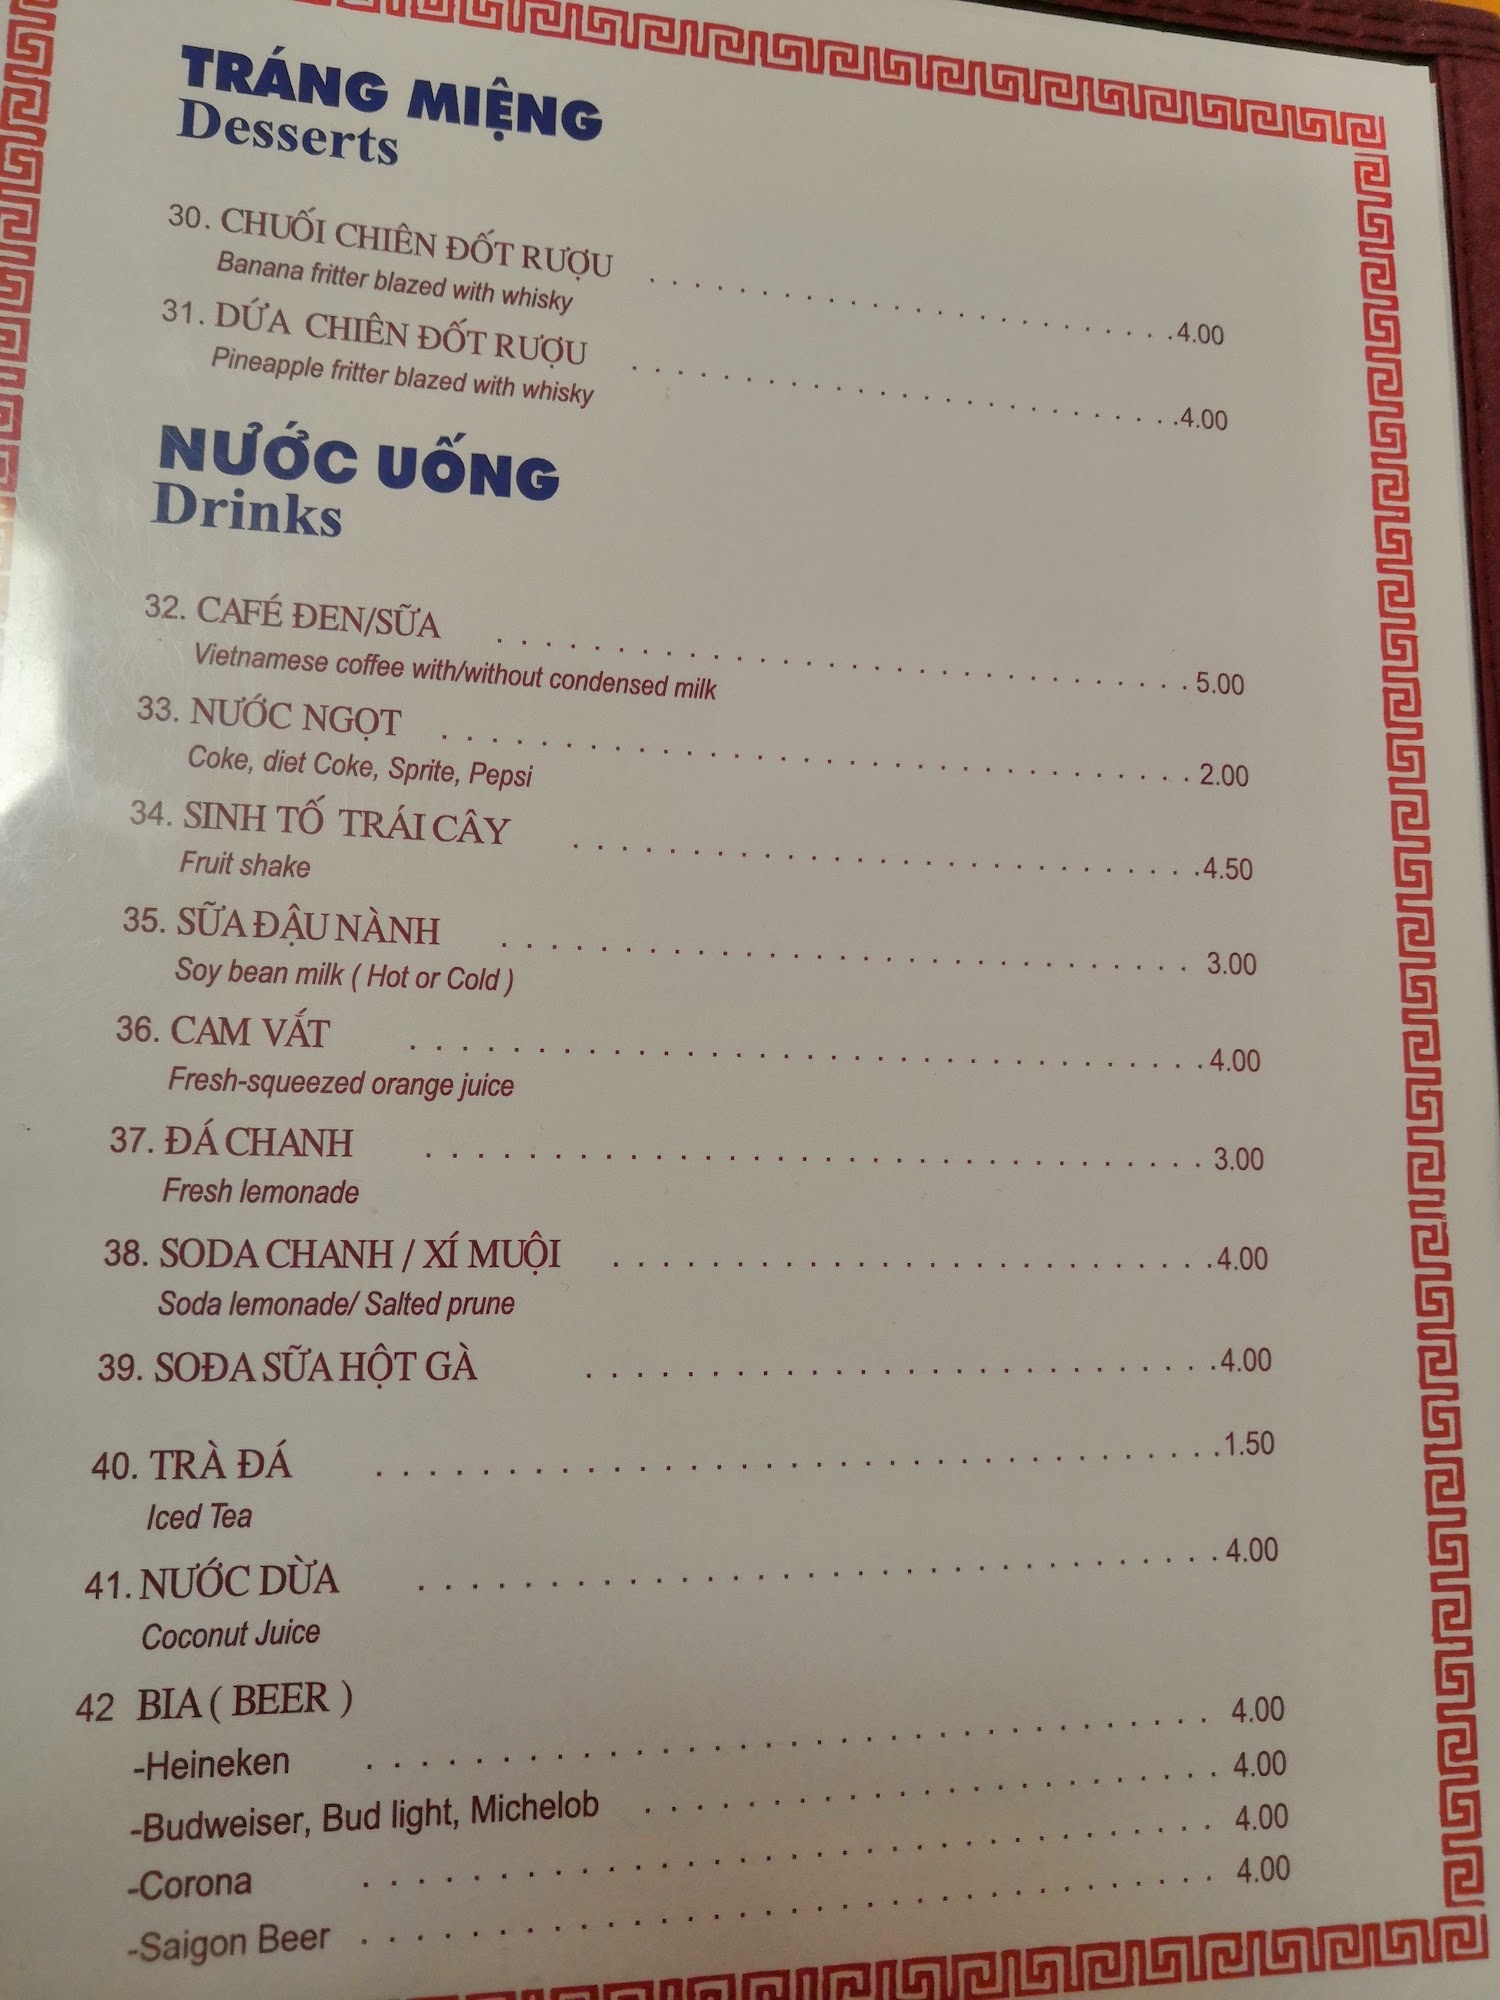 TRÁNG MIỆNG
Desserts
30. CHUỐI CHIÊN ĐỐT RƯỢU . . . . . . . . . . . . . . . . . . . . 4.00
Banana fritter blazed with whisky
31. DỨA CHIÊN ĐỐT RƯỢU . . . . . . . . . . . . . . . . . . . . 4.00
Pineapple fritter blazed with whisky
NƯỚC UỐNG
Drinks
32. CAFÉ ĐEN/SỮA . . . . . . . . . . . . . . . . . . . . 5.00
Vietnamese coffee with/without condensed milk
33. NƯỚC NGỌT . . . . . . . . . . . . . . . . . . . . 2.00
Coke, diet Coke, Sprite, Pepsi
34. SINH TỐ TRÁI CÂY . . . . . . . . . . . . . . . . . . . . 4.50
Fruit shake
35. SỮA ĐẬU NÀNH . . . . . . . . . . . . . . . . . . . . 3.00
Soy bean milk ( Hot or Cold )
36. CAM VẮT . . . . . . . . . . . . . . . . . . . . 4.00
Fresh-squeezed orange juice
37. ĐÁ CHANH . . . . . . . . . . . . . . . . . . . . 3.00
Fresh lemonade
38. SODA CHANH / XÍ MUỘI . . . . . . . . . . . . . . . . . . . . 4.00
Soda lemonade/ Salted prune
39. SOĐA SỮA HỘT GÀ . . . . . . . . . . . . . . . . . . . . 4.00
40. TRÀ ĐÁ . . . . . . . . . . . . . . . . . . . . 1.50
Iced Tea
41. NƯỚC DỪA . . . . . . . . . . . . . . . . . . . . 4.00
Coconut Juice
42 BIA ( BEER )
-Heineken . . . . . . . . . . . . . . . . . . . . 4.00
-Budweiser, Bud light, Michelob . . . . . . . . . . . . . . . . . . . . 4.00
-Corona . . . . . . . . . . . . . . . . . . . . 4.00
-Saigon Beer . . . . . . . . . . . . . . . . . . . . 4.00